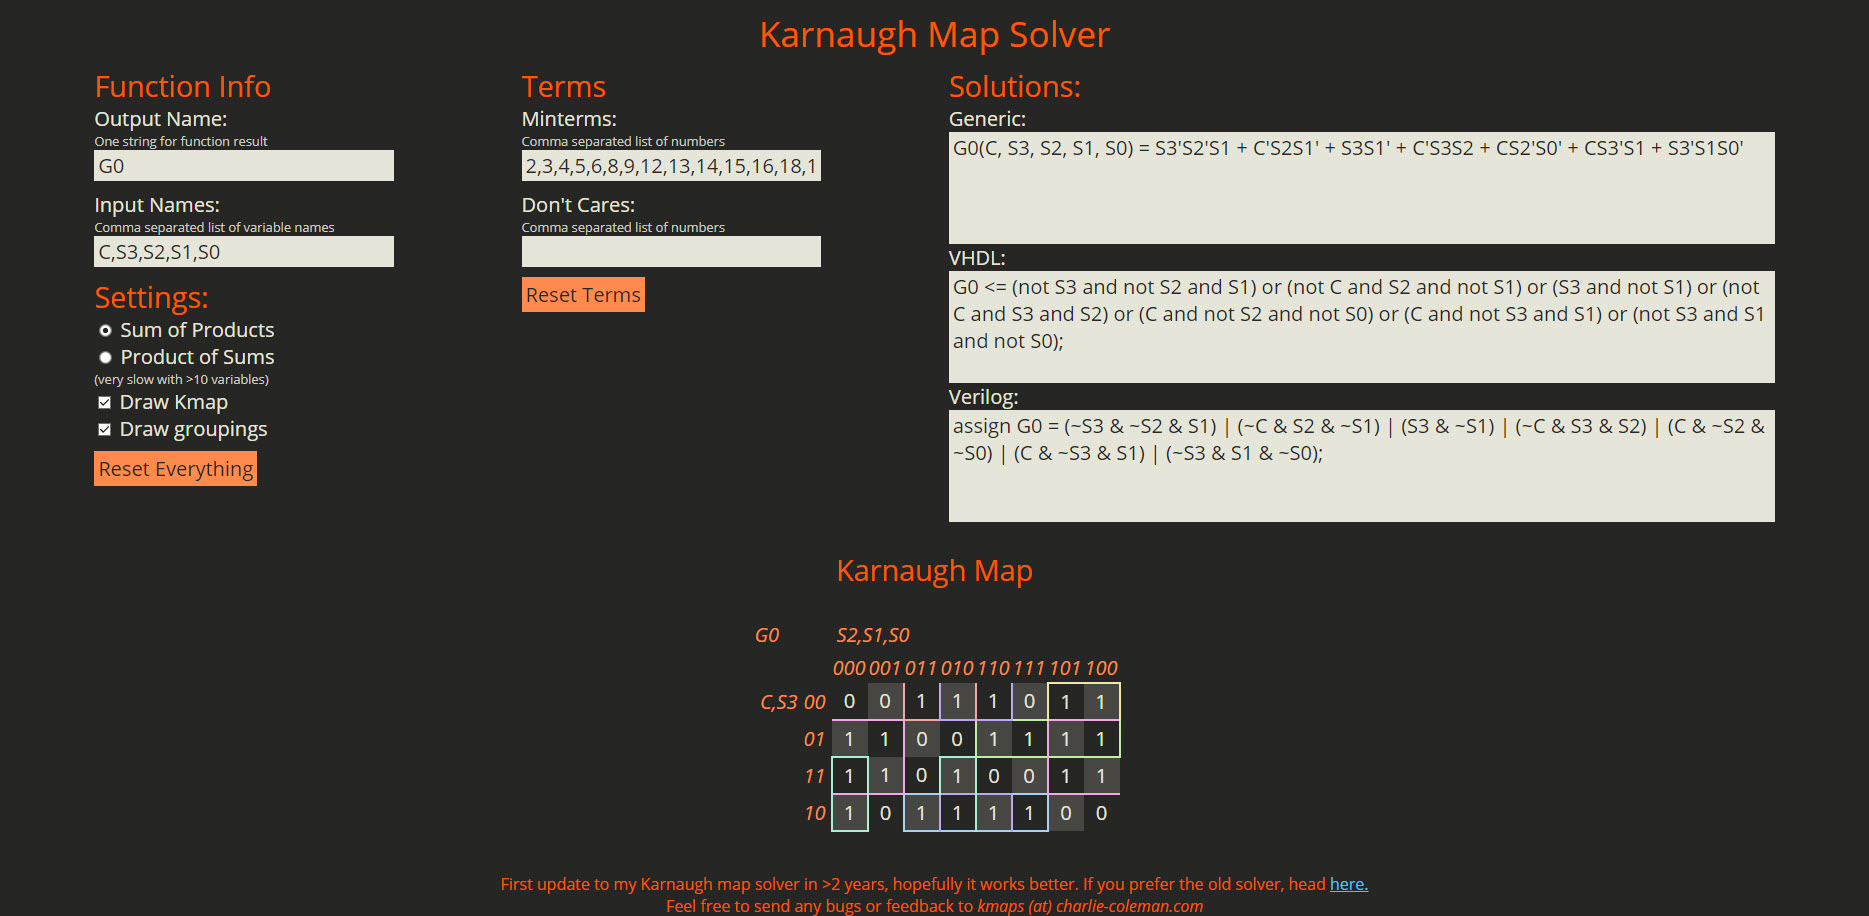 Karnaugh Map Solver
Function Info
Output Name:
One string for function result
G0
Input Names:
Comma separated list of variable names
C,S3,S2,S1,S0
Settings:
Sum of Products
Product of Sums
(very slow with >10 variables)
Draw Kmap
Draw groupings
Reset Everything
Terms
Minterms:
Comma separated list of numbers
2,3,4,5,6,8,9,12,13,14,15,16,18,1
Don't Cares:
Comma separated list of numbers
Reset Terms
Solutions:
Generic:
G0(C, S3, S2, S1, S0) = S3'S2'S1 + C'S2S1' + S3S1' + C'S3S2 + CS2'S0' + CS3'S1 + S3'S1S0'
VHDL:
G0 <= (not S3 and not S2 and S1) or (not C and S2 and not S1) or (S3 and not S1) or (not
C and S3 and S2) or (C and not S2 and not S0) or (C and not S3 and S1) or (not S3 and S1
and not S0);
Verilog:
assign G0 = (~S3 & ~S2 & S1) | (~C & S2 & ~S1) | (S3 & ~S1) | (~C & S3 & S2) | (C & ~S2 &
~S0) | (C & ~S3 & S1) | (~S3 & S1 & ~S0);
Karnaugh Map
G0 S2,S1,S0
000 001 011 010 110 111 101 100
C,S3 00 0 0 1 1 1 0 1 1
01 1 1 0 0 1 1 1 1
11 1 1 0 1 0 0 1 1
10 1 0 1 1 1 1 0 0
First update to my Karnaugh map solver in >2 years, hopefully it works better. If you prefer the old solver, head here.
Feel free to send any bugs or feedback to kmaps (at) charlie-coleman.com